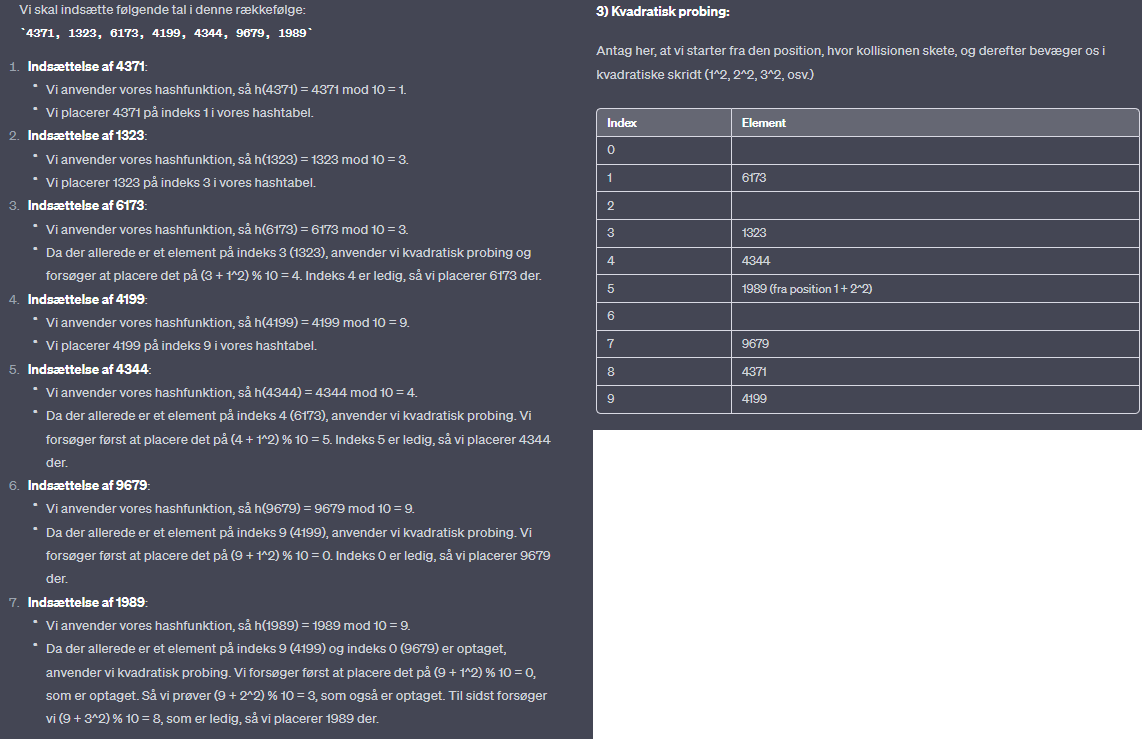 Vi skal indsætte følgende tal i denne rækkefølge:
`4371, 1323, 6173, 4199, 4344, 9679, 1989`
1. Indsættelse af 4371:
Vi anvender vores hashfunktion, så h(4371) = 4371 mod 10 = 1.
Vi placerer 4371 på indeks 1 i vores hashtabel.
2. Indsættelse af 1323:
Vi anvender vores hashfunktion, så h(1323) = 1323 mod 10 = 3.
Vi placerer 1323 på indeks 3 i vores hashtabel.
3. Indsættelse af 6173:
Vi anvender vores hashfunktion, så h(6173) = 6173 mod 10 = 3.
Da der allerede er et element på indeks 3 (1323), anvender vi kvadratisk probing og
forsøger at placere det på (3 + 1^2) % 10 = 4. Indeks 4 er ledig, så vi placerer 6173 der.
4. Indsættelse af 4199:
Vi anvender vores hashfunktion, så h(4199) = 4199 mod 10 = 9.
Vi placerer 4199 på indeks 9 i vores hashtabel.
5. Indsættelse af 4344:
Vi anvender vores hashfunktion, så h(4344) = 4344 mod 10 = 4.
Da der allerede er et element på indeks 4 (6173), anvender vi kvadratisk probing. Vi
forsøger først at placere det på (4 + 1^2) % 10 = 5. Indeks 5 er ledig, så vi placerer 4344
der.
6. Indsættelse af 9679:
Vi anvender vores hashfunktion, så h(9679) = 9679 mod 10 = 9.
Da der allerede er et element på indeks 9 (4199), anvender vi kvadratisk probing. Vi
forsøger først at placere det på (9 + 1^2) % 10 = 0. Indeks 0 er ledig, så vi placerer 9679
der.
7. Indsættelse af 1989:
Vi anvender vores hashfunktion, så h(1989) = 1989 mod 10 = 9.
Da der allerede er et element på indeks 9 (4199) og indeks 0 (9679) er optaget,
anvender vi kvadratisk probing. Vi forsøger først at placere det på (9 + 1^2) % 10 = 0,
som er optaget. Så vi prøver (9 + 2^2) % 10 = 3, som også er optaget. Til sidst forsøger
vi (9 + 3^2) % 10 = 8, som er ledig, så vi placerer 1989 der.
3) Kvadratisk probing:
Antag her, at vi starter fra den position, hvor kollisionen skete, og derefter bevæger os i
kvadratiske skridt (1^2, 2^2, 3^2, osv.)
Index Element
0
1 6173
2
3 1323
4 4344
5 1989 (fra position 1 + 2^2)
6
7 9679
8 4371
9 4199